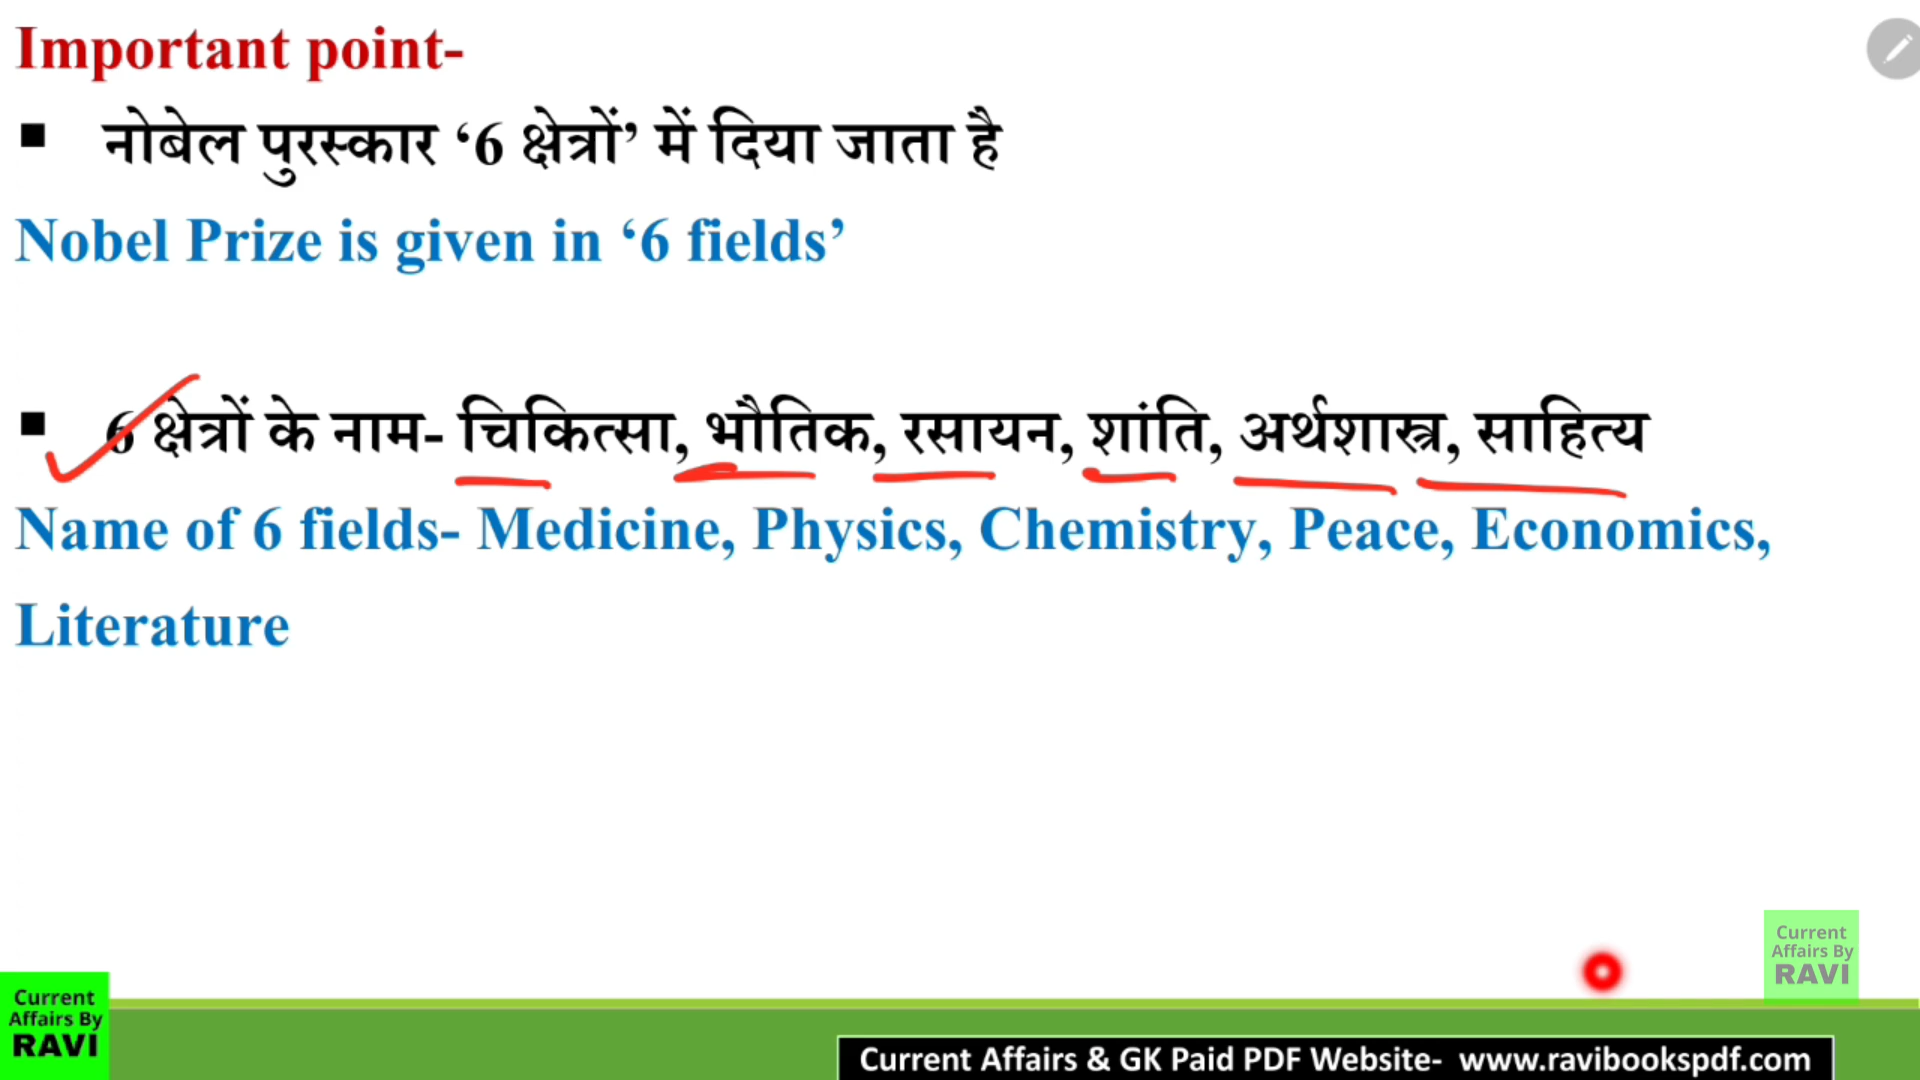 Important point-
▪ नोबेल पुरस्कार ‘6 क्षेत्रों’ में दिया जाता है
Nobel Prize is given in ‘6 fields’
▪ 6 क्षेत्रों के नाम- चिकित्सा, भौतिक, रसायन, शांति, अर्थशास्त्र, साहित्य
Name of 6 fields- Medicine, Physics, Chemistry, Peace, Economics,
Literature
Current
Affairs By
RAVI
Current
Affairs By
RAVI
Current Affairs & GK Paid PDF Website- www.ravibookspdf.com